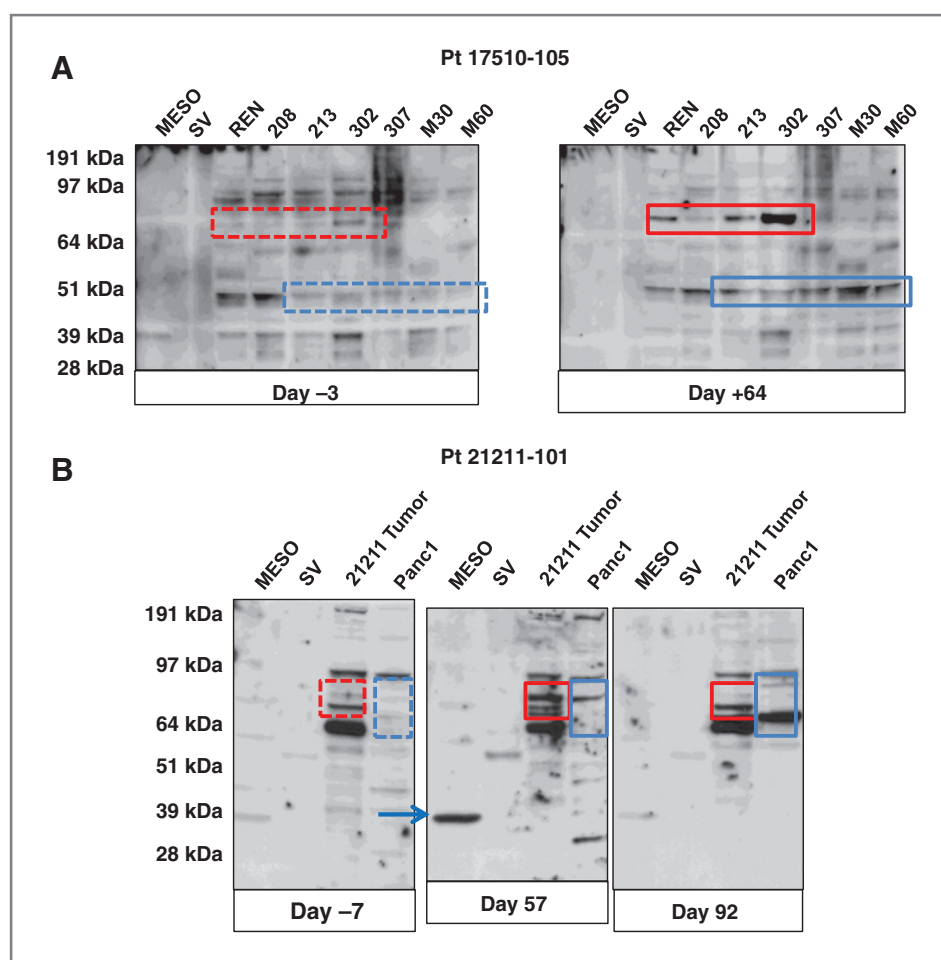 A
Pt 17510-105
MESO SV REN 208 213 302 307 M30 M60
MESO SV REN 208 213 302 307 M30 M60
191 kDa
97 kDa
64 kDa
51 kDa
39 kDa
28 kDa
Day –3
Day +64
B
Pt 21211-101
MESO SV 21211 Tumor Panc1
MESO SV 21211 Tumor Panc1
MESO SV 21211 Tumor Panc1
191 kDa
97 kDa
64 kDa
51 kDa
39 kDa
28 kDa
Day –7
Day 57
Day 92